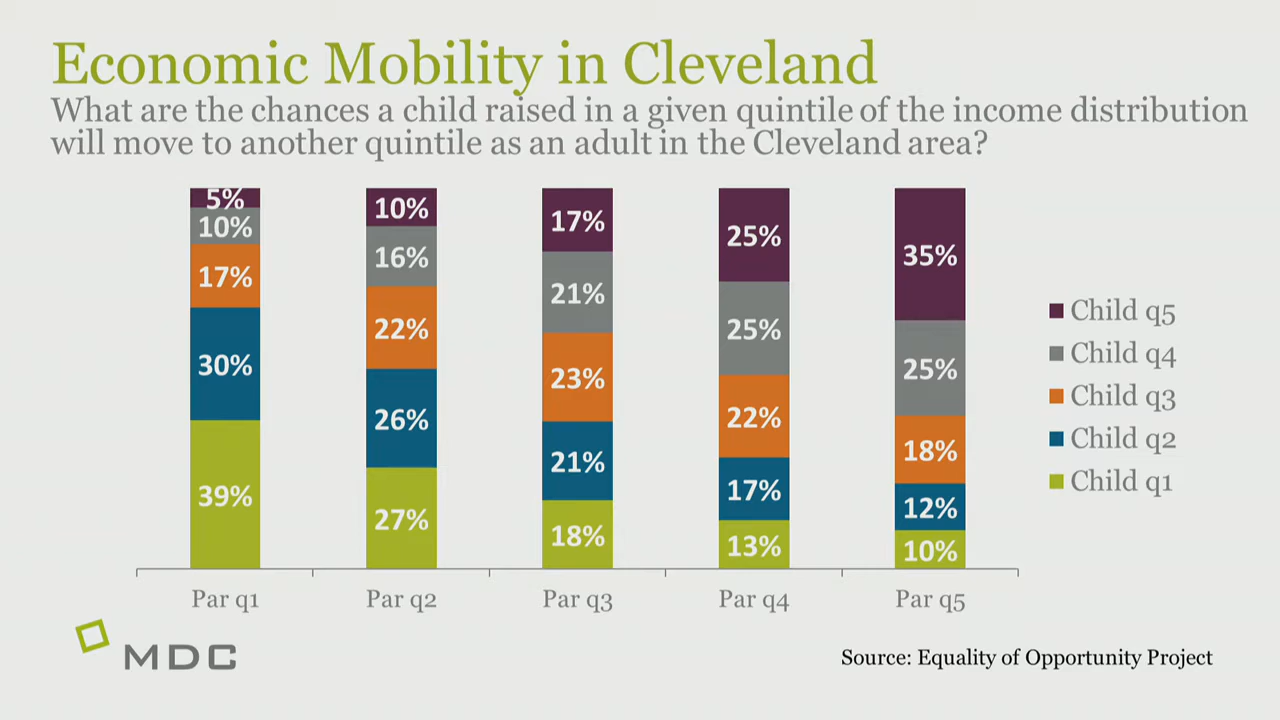 Economic Mobility in Cleveland
What are the chances a child raised in a given quintile of the income distribution
will move to another quintile as an adult in the Cleveland area?
5%
10%
17%
30%
39%
10%
16%
22%
26%
27%
17%
21%
23%
21%
18%
25%
25%
22%
17%
13%
35%
25%
18%
12%
10%
Child q5
Child q4
Child q3
Child q2
Child q1
Par q1
Par q2
Par q3
Par q4
Par q5
MDC
Source: Equality of Opportunity Project